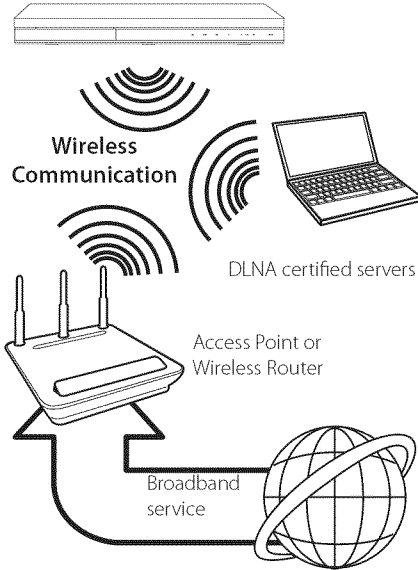 Wireless
Communication
DLNA certified servers
Access Point or
Wireless Router
Broadband
service